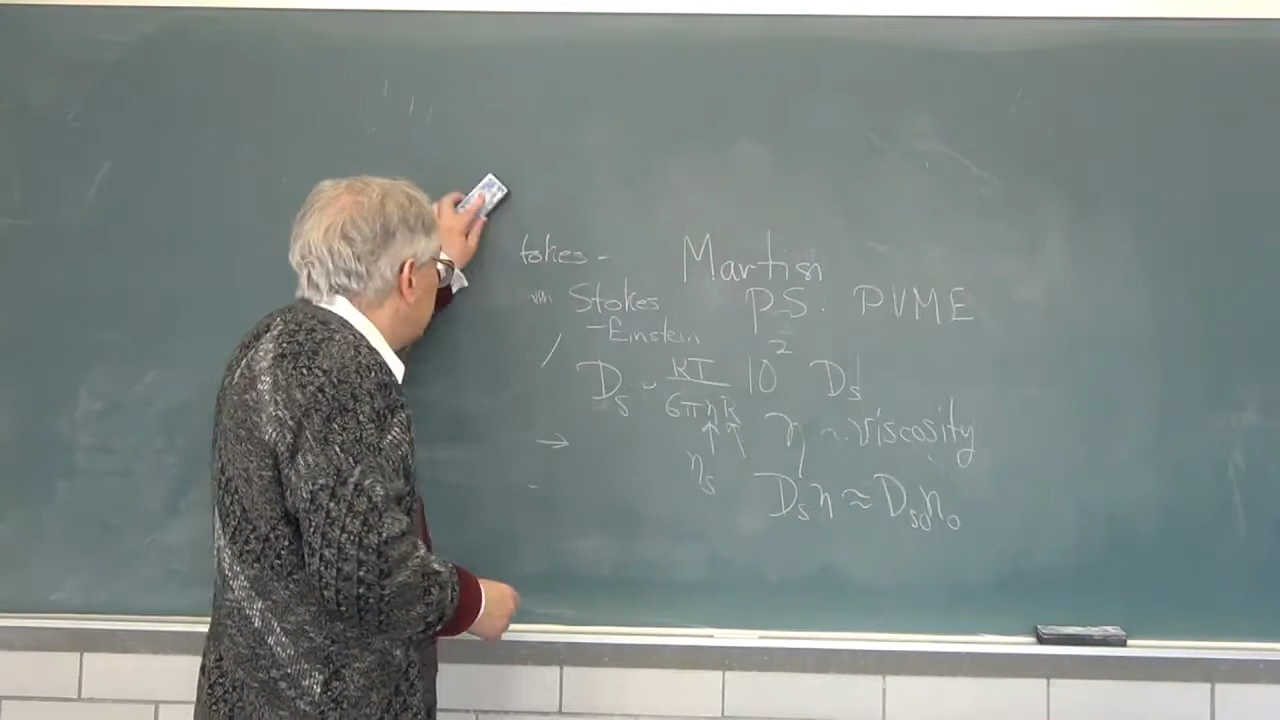 tokes -
Martin
Stokes
PS: PVME
-Einstein
Ds ~ kT / 6πηR 10² Ds
η ~ viscosity
→
ηs
Dsη ≈ Ds0η0